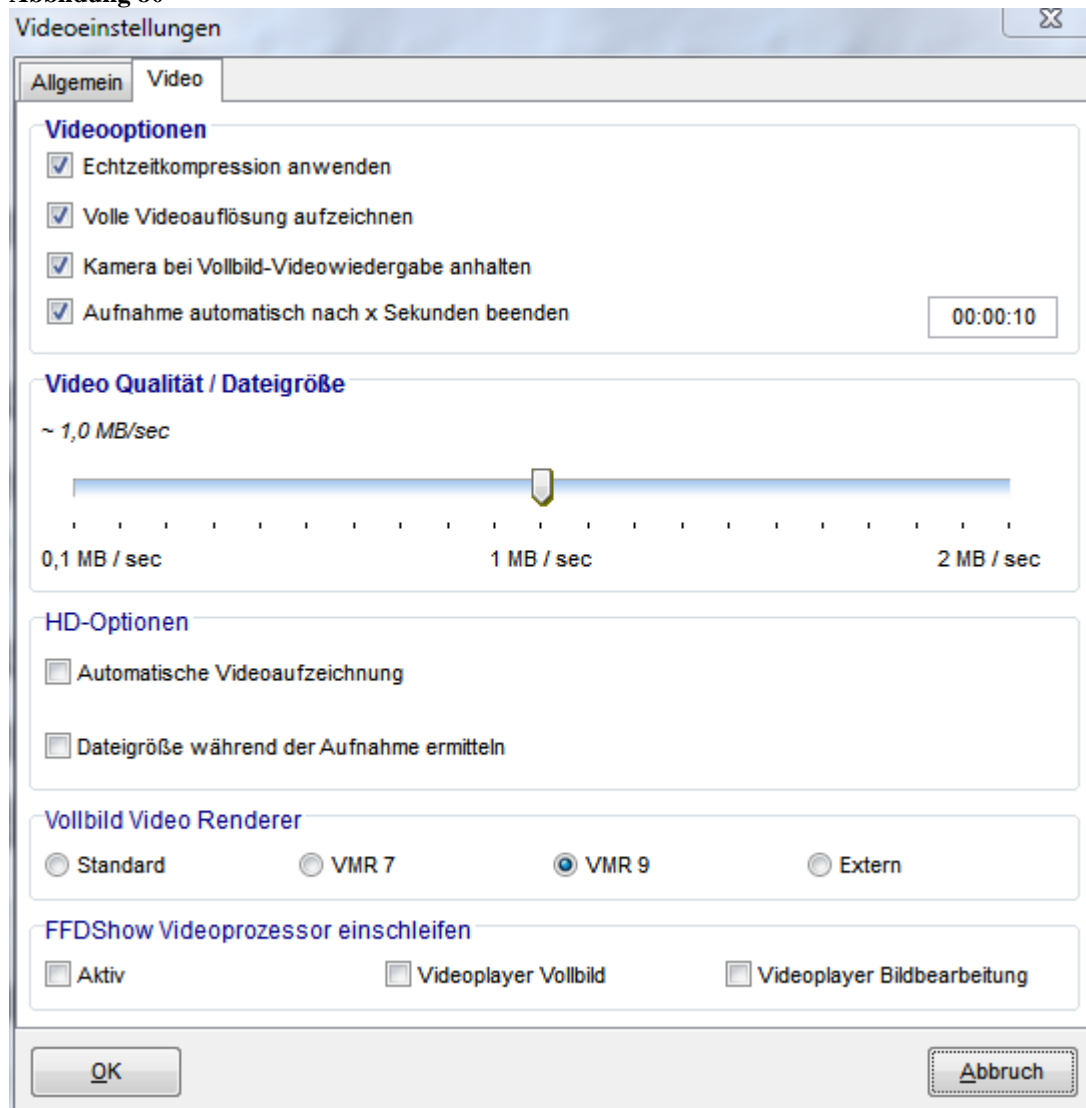 Abbildung 80
Videoeinstellungen
Allgemein Video
Videooptionen
Echtzeitkompression anwenden
Volle Videoauflösung aufzeichnen
Kamera bei Vollbild-Videowiedergabe anhalten
Aufnahme automatisch nach x Sekunden beenden 00:00:10
Video Qualität / Dateigröße
~ 1,0 MB/sec
0,1 MB / sec 1 MB / sec 2 MB / sec
HD-Optionen
Automatische Videoaufzeichnung
Dateigröße während der Aufnahme ermitteln
Vollbild Video Renderer
Standard VMR 7 VMR 9 Extern
FFDShow Videoprozessor einschleifen
Aktiv Videoplayer Vollbild Videoplayer Bildbearbeitung
OK Abbruch